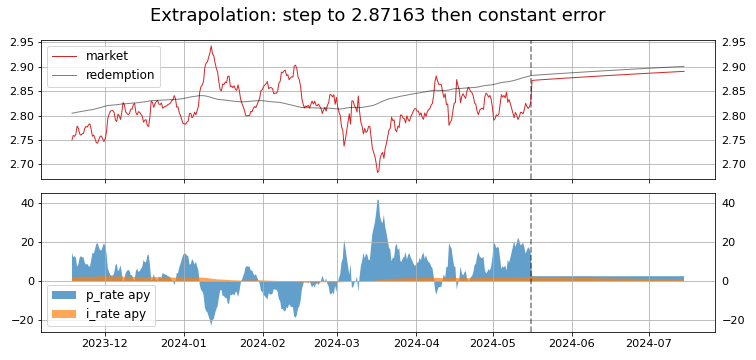 Extrapolation: step to 2.87163 then constant error
2.95 2.95
market
redemption
2.90 2.90
2.85 2.85
2.80 2.80
2.75 2.75
2.70 2.70
40 40
20 20
0 0
p_rate apy
i_rate apy
−20 −20
2023-12 2024-01 2024-02 2024-03 2024-04 2024-05 2024-06 2024-07